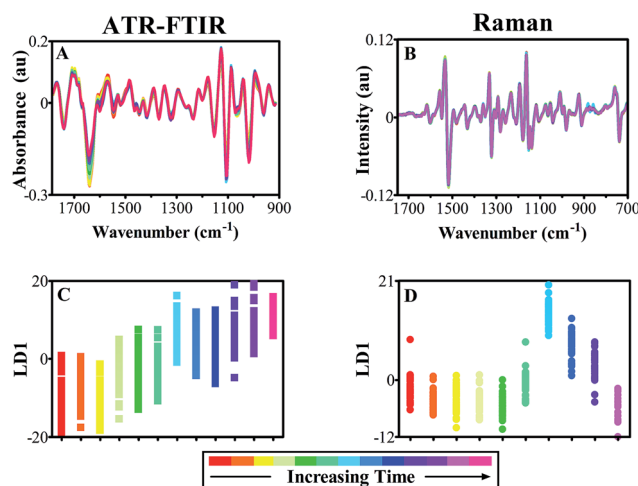 ATR-FTIR
Raman
A
0.2
0
-0.3
Absorbance (au)
1700 1500 1300 1100 900
Wavenumber (cm-1)
B
0.12
0
-0.12
Intensity (au)
1700 1500 1300 1100 900 700
Wavenumber (cm-1)
C
20
0
-20
LD1
D
21
0
-12
LD1
Increasing Time